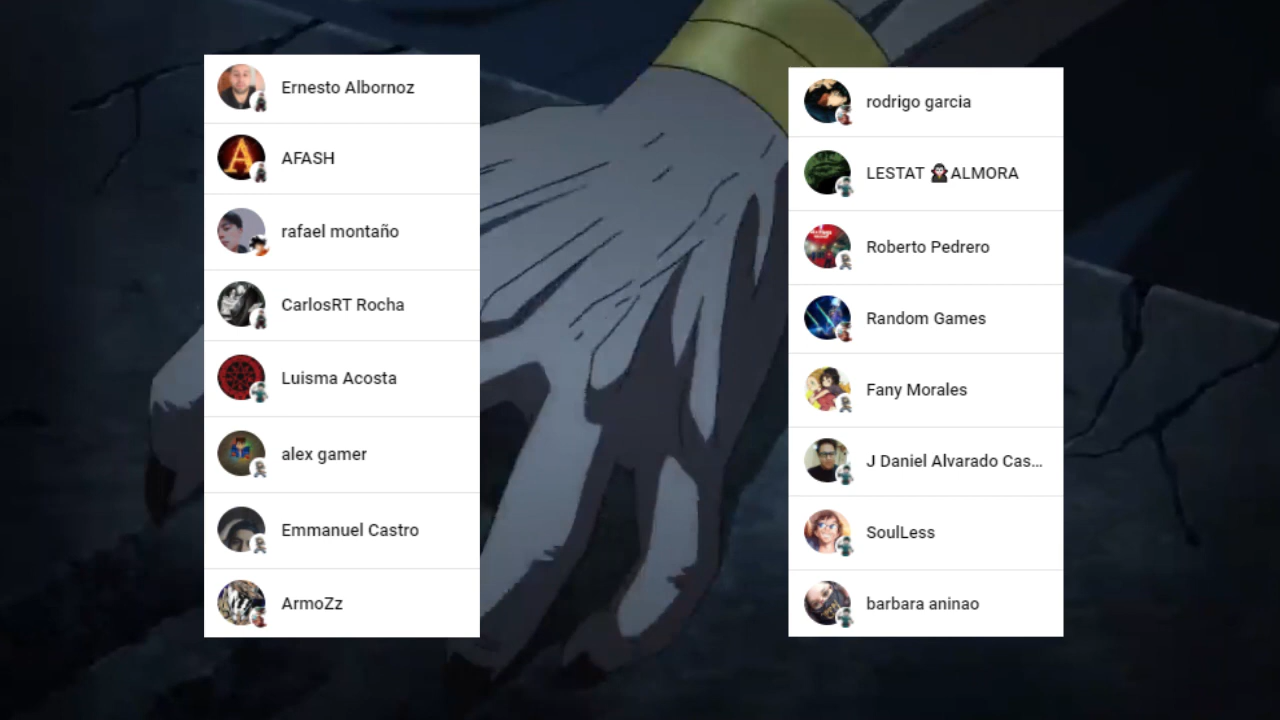 Ernesto Albornoz
AFASH
rafael montaño
CarlosRT Rocha
Luisma Acosta
alex gamer
Emmanuel Castro
ArmoZz
rodrigo garcia
LESTAT 🧛🏻ALMORA
Roberto Pedrero
Random Games
Fany Morales
J Daniel Alvarado Cas...
SoulLess
barbara aninao